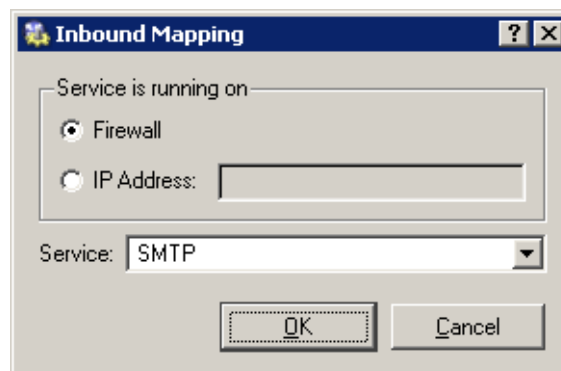 Inbound Mapping
Service is running on
Firewall
IP Address:
Service: SMTP
OK Cancel